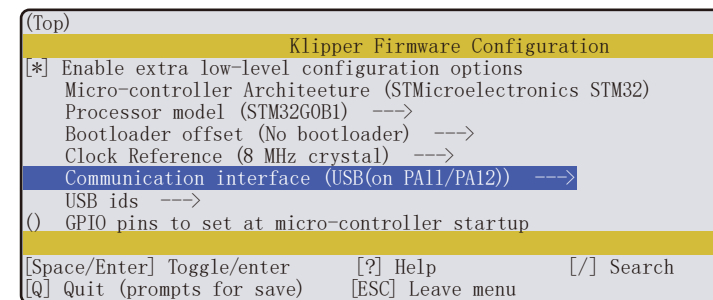 (Top)
Klipper Firmware Configuration
[*] Enable extra low-level configuration options
Micro-controller Architeeture (STMicroelectronics STM32)
Processor model (STM32G0B1) --->
Bootloader offset (No bootloader) --->
Clock Reference (8 MHz crystal) --->
Communication interface (USB(on PA11/PA12)) --->
USB ids --->
() GPIO pins to set at micro-controller startup
[Space/Enter] Toggle/enter [?] Help [/] Search
[Q] Quit (prompts for save) [ESC] Leave menu